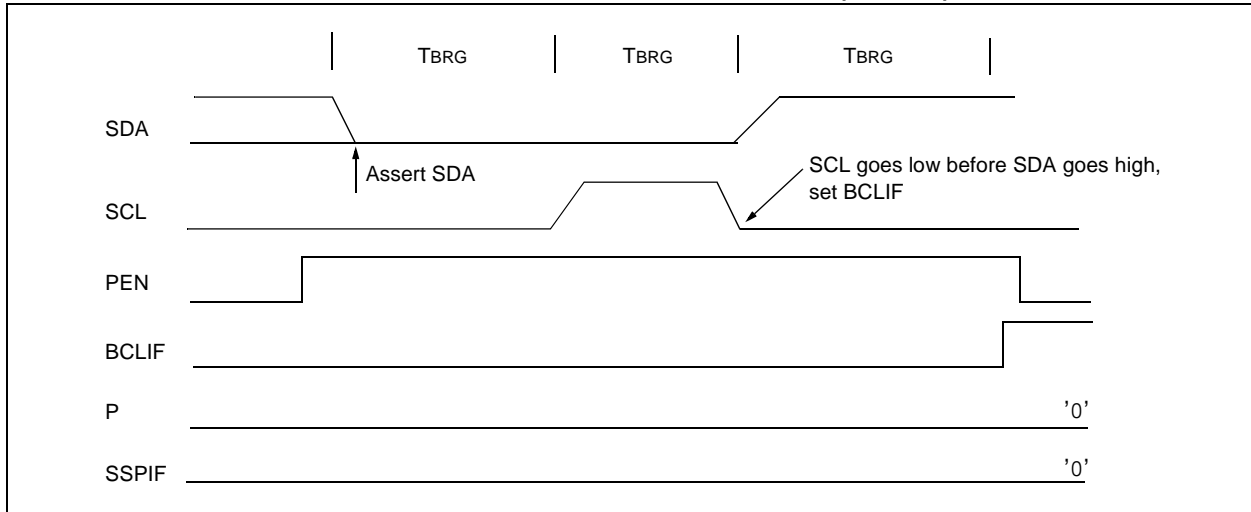 TBRG TBRG TBRG
SDA
Assert SDA
SCL goes low before SDA goes high,
set BCLIF
SCL
PEN
BCLIF
P
'0'
SSPIF
'0'